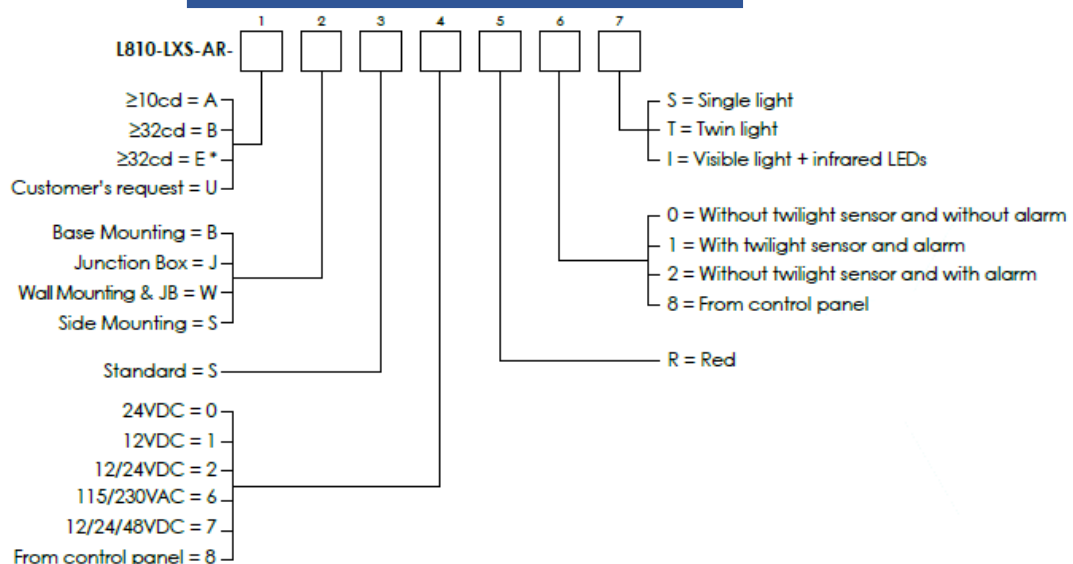 1 2 3 4 5 6 7
L810-LXS-AR-
≥10cd = A
≥32cd = B
≥32cd = E *
Customer's request = U
Base Mounting = B
Junction Box = J
Wall Mounting & JB = W
Side Mounting = S
Standard = S
24VDC = 0
12VDC = 1
12/24VDC = 2
115/230VAC = 6
12/24/48VDC = 7
From control panel = 8
S = Single light
T = Twin light
I = Visible light + infrared LEDs
0 = Without twilight sensor and without alarm
1 = With twilight sensor and alarm
2 = Without twilight sensor and with alarm
8 = From control panel
R = Red